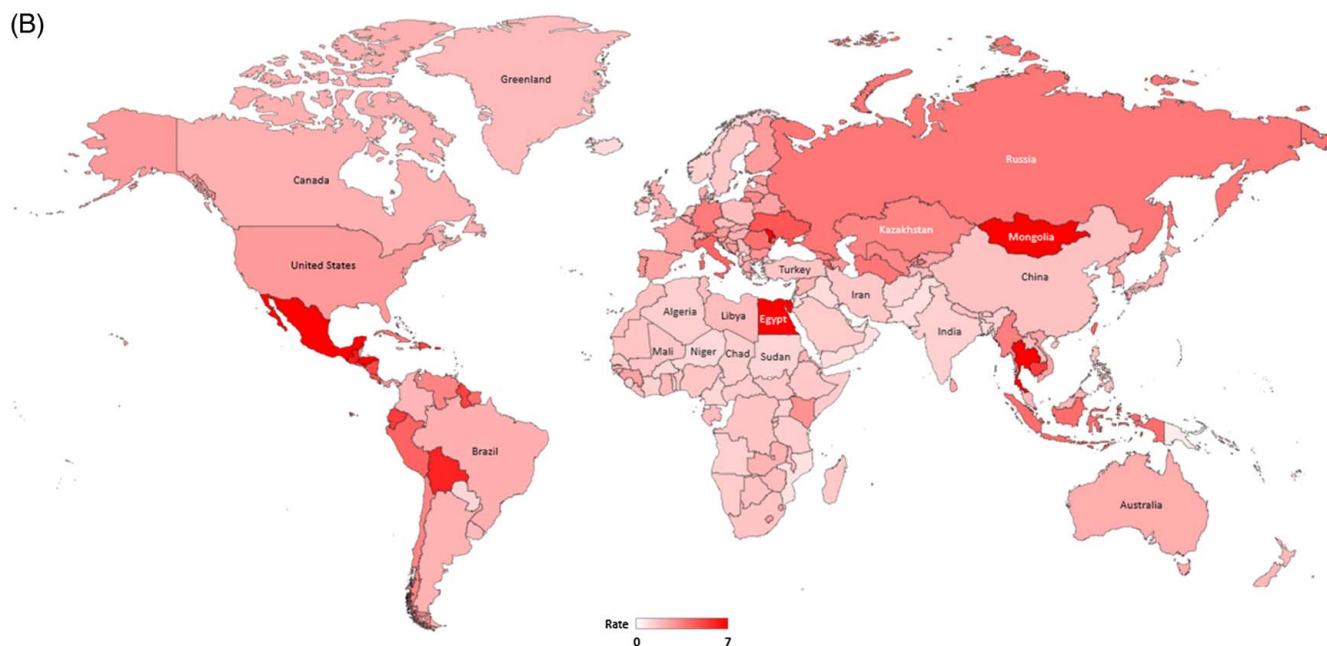 (B)
Greenland
Russia
Canada
Kazakhstan
Mongolia
United States
Turkey
China
Iran
Algeria
Libya
Egypt
India
Mali
Niger
Chad
Sudan
Brazil
Australia
Rate
0
7